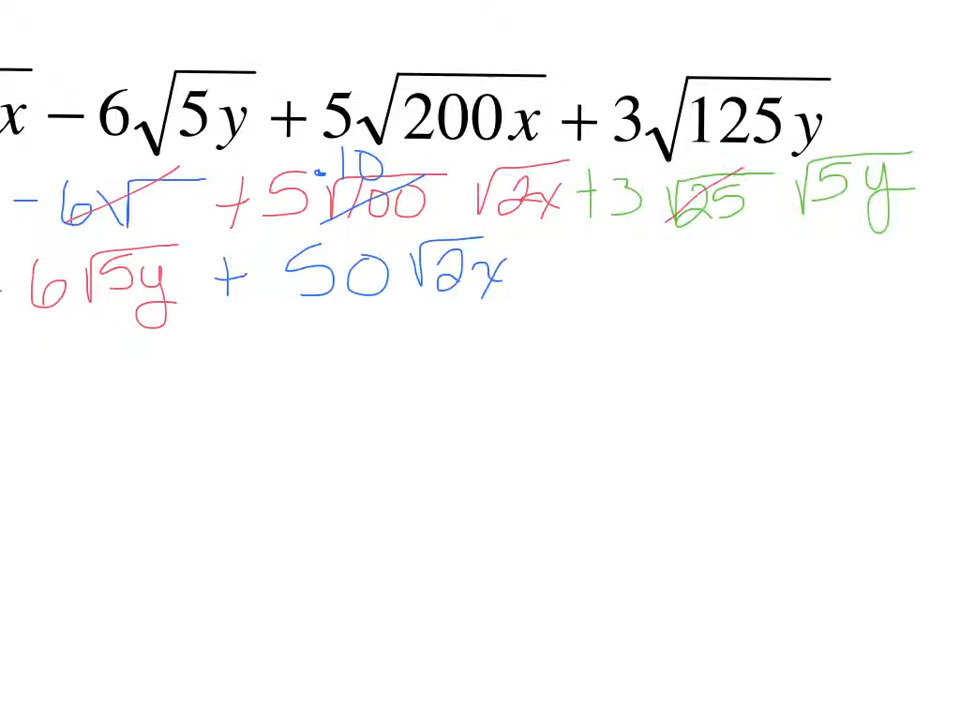 x − 6√5y + 5√200x + 3√125y
− 6√ + 5 · 10 √100 √2x + 3 √25 √5y
6√5y + 50√2x